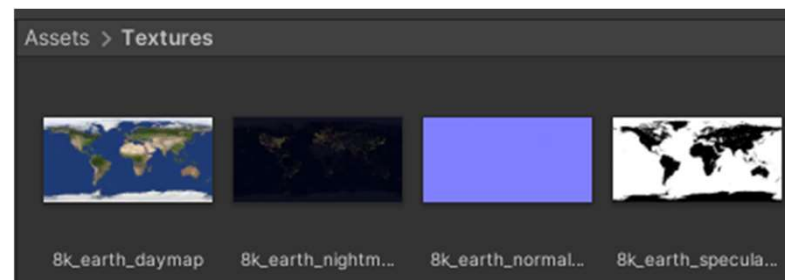 Assets > Textures
8k_earth_daymap
8k_earth_nightm...
8k_earth_normal...
8k_earth_specula...